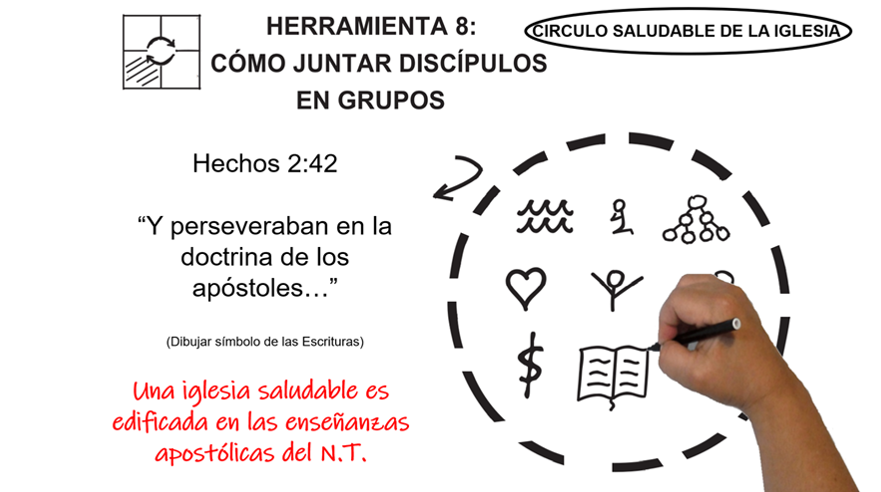 HERRAMIENTA 8:
CÓMO JUNTAR DISCÍPULOS
EN GRUPOS
CIRCULO SALUDABLE DE LA IGLESIA
Hechos 2:42
“Y perseveraban en la
doctrina de los
apóstoles…”
(Dibujar símbolo de las Escrituras)
Una iglesia saludable es
edificada en las enseñanzas
apostólicas del N.T.
$